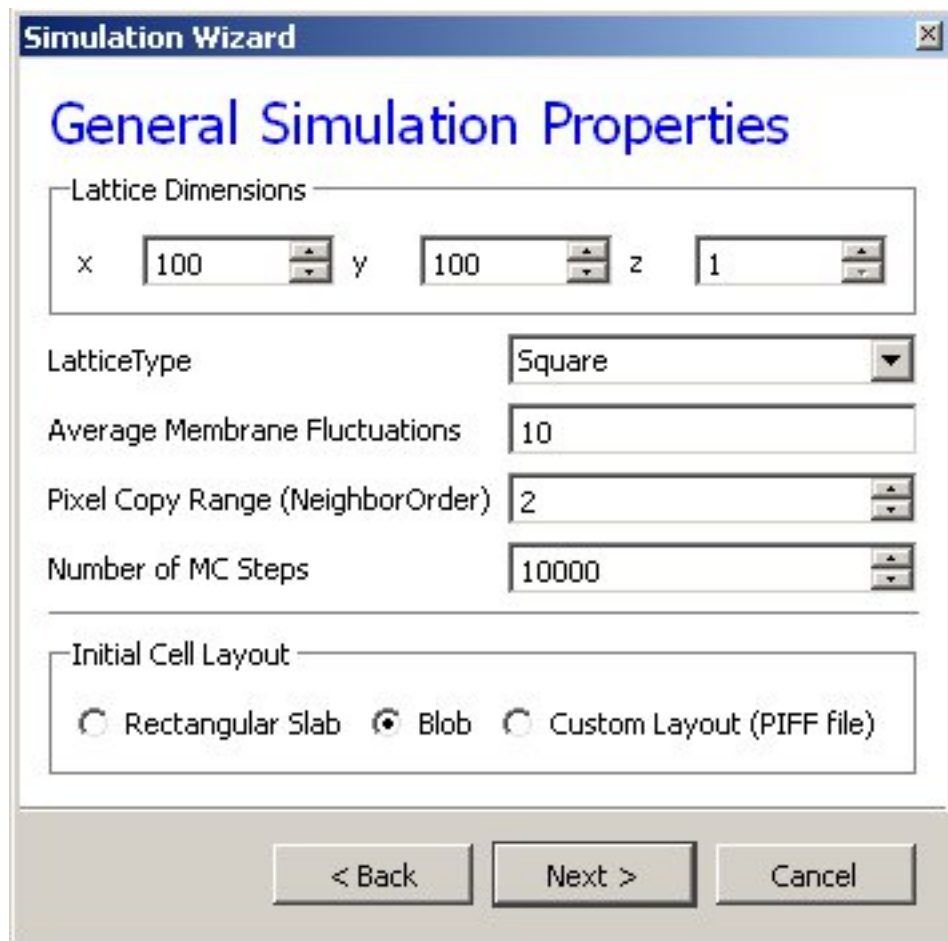 Simulation Wizard
General Simulation Properties
Lattice Dimensions
x 100 y 100 z 1
LatticeType Square
Average Membrane Fluctuations 10
Pixel Copy Range (NeighborOrder) 2
Number of MC Steps 10000
Initial Cell Layout
Rectangular Slab Blob Custom Layout (PIFF file)
< Back Next > Cancel